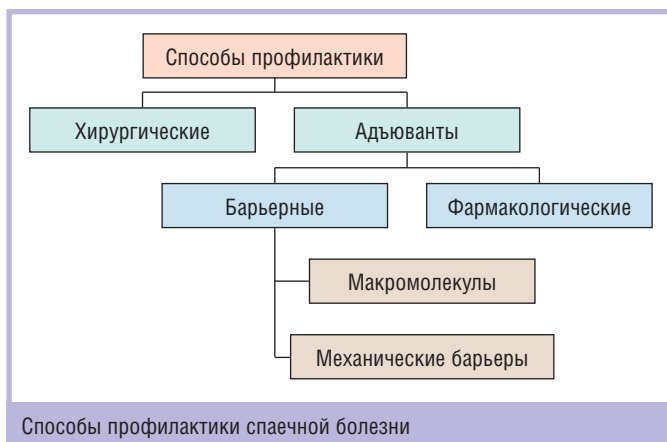 Способы профилактики
Хирургические
Адъюванты
Барьерные
Фармакологические
Макромолекулы
Механические барьеры
Способы профилактики спаечной болезни